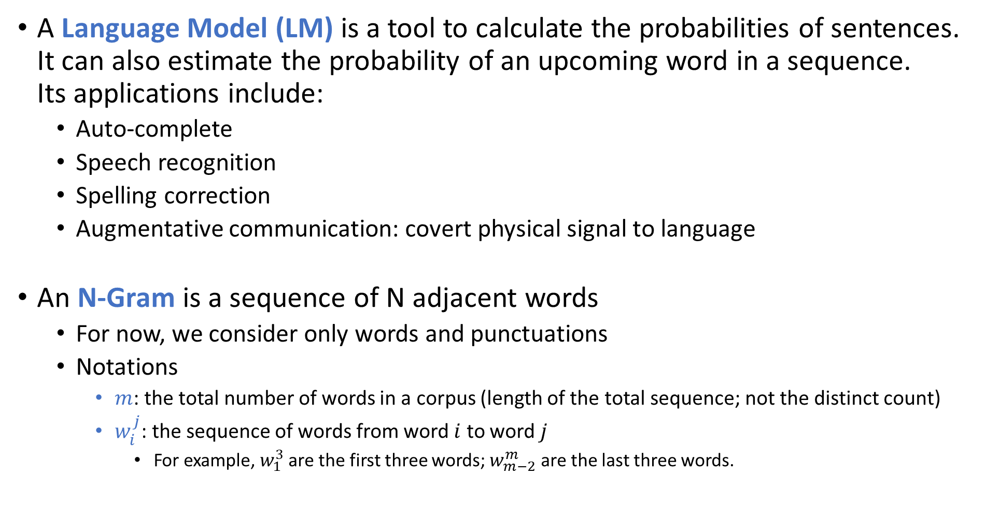 • A Language Model (LM) is a tool to calculate the probabilities of sentences.
It can also estimate the probability of an upcoming word in a sequence.
Its applications include:
• Auto-complete
• Speech recognition
• Spelling correction
• Augmentative communication: covert physical signal to language
• An N-Gram is a sequence of N adjacent words
• For now, we consider only words and punctuations
• Notations
• m: the total number of words in a corpus (length of the total sequence; not the distinct count)
• w_i^j: the sequence of words from word i to word j
• For example, w_1^3 are the first three words; w_{m−2}^m are the last three words.